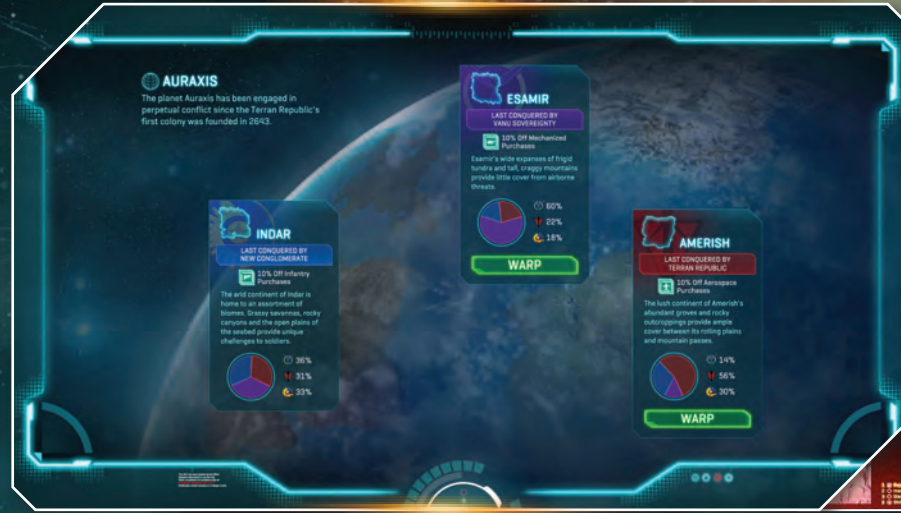 AURAXIS
The planet Auraxis has been engaged in
perpetual conflict since the Terran Republic's
first colony was founded in 2643.
ESAMIR
LAST CONQUERED BY
VANU SOVEREIGNTY
10% Off Mechanized
Purchases
Esamir's wide expanses of frigid
tundra and tall, craggy mountains
provide little cover from airborne
threats.
60%
22%
18%
WARP
INDAR
LAST CONQUERED BY
NEW CONGLOMERATE
10% Off Infantry
Purchases
The arid continent of Indar is
home to an assortment of
biomes. Grassy savannas, rocky
canyons and the open plains of
the seabed provide unique
challenges to soldiers.
36%
31%
33%
AMERISH
LAST CONQUERED BY
TERRAN REPUBLIC
10% Off Aerospace
Purchases
The lush continent of Amerish's
abundant groves and rocky
outcroppings provide ample
cover between its rolling plains
and mountain passes.
14%
56%
30%
WARP